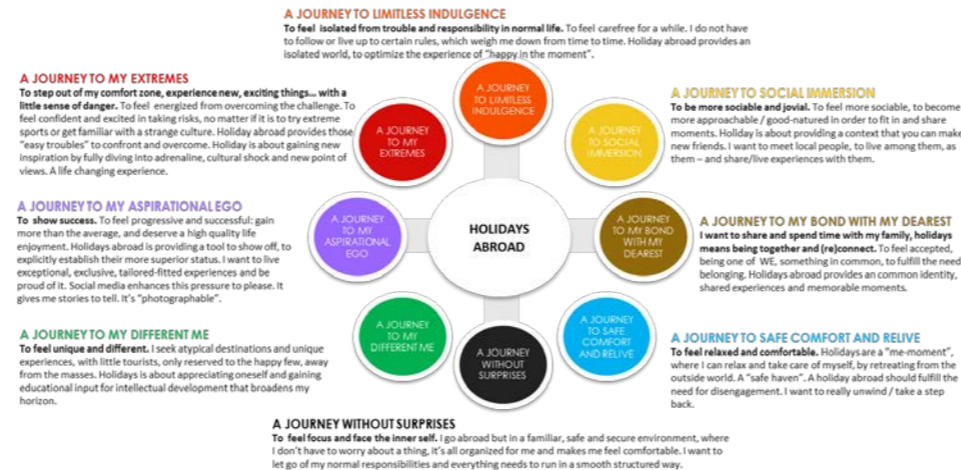 A JOURNEY TO LIMITLESS INDULGENCE
To feel isolated from trouble and responsibility in normal life. To feel carefree for a while. I do not have
to follow or live up to certain rules, which weigh me down from time to time. Holiday abroad provides an
isolated world, to optimize the experience of "happy in the moment".
A JOURNEY TO MY EXTREMES
To step out of my comfort zone, experience new, exciting things... with a
little sense of danger. To feel energized from overcoming the challenge. To
feel confident and excited in taking risks, no matter if it is to try extreme
sports or get familiar with a strange culture. Holiday abroad provides those
"easy troubles" to confront and overcome. Holiday is about gaining new
inspiration by fully diving into adrenaline, cultural shock and new point of
views. A life changing experience.
A JOURNEY TO MY ASPIRATIONAL EGO
To show success. To feel progressive and successful: gain
more than the average, and deserve a high quality life
enjoyment. Holidays abroad is providing a tool to show off, to
explicitly establish their more superior status. I want to live
exceptional, exclusive, tailored-fitted experiences and be
proud of it. Social media enhances this pressure to please. It
gives me stories to tell. It's "photographable".
A JOURNEY TO MY DIFFERENT ME
To feel unique and different. I seek atypical destinations and unique
experiences, with little tourists, only reserved to the happy few, away
from the masses. Holidays is about appreciating oneself and gaining
educational input for intellectual development that broadens my
horizon.
A JOURNEY
TO LIMITLESS
INDULGENCE
A JOURNEY
TO MY
EXTREMES
A JOURNEY
TO SOCIAL
IMMERSION
A JOURNEY
TO MY
ASPIRATIONAL
EGO
HOLIDAYS
ABROAD
A JOURNEY
TO MY BOND
WITH MY
DEAREST
A JOURNEY
TO MY
DIFFERENT ME
A JOURNEY
WITHOUT
SURPRISES
A JOURNEY
TO SAFE
COMFORT
AND RELIVE
A JOURNEY TO SOCIAL IMMERSION
To be more sociable and jovial. To feel more sociable, to become
more approachable / good-natured in order to fit in and share
moments. Holiday is about providing a context that you can make
new friends. I want to meet local people, to live among them, as
them – and share/live experiences with them.
A JOURNEY TO MY BOND WITH MY DEAREST
I want to share and spend time with my family, holidays
means being together and (re)connect. To feel accepted,
being one of WE, something in common, to fulfill the need
belonging. Holidays abroad provides an common identity,
shared experiences and memorable moments.
A JOURNEY TO SAFE COMFORT AND RELIVE
To feel relaxed and comfortable. Holidays are a "me-moment",
where I can relax and take care of myself, by retreating from the
outside world. A "safe haven". A holiday abroad should fulfill the
need for disengagement. I want to really unwind / take a step
back.
A JOURNEY WITHOUT SURPRISES
To feel focus and face the inner self. I go abroad but in a familiar, safe and secure environment, where
I don't have to worry about a thing, it's all organized for me and makes me feel comfortable. I want to
let go of my normal responsibilities and everything needs to run in a smooth structured way.